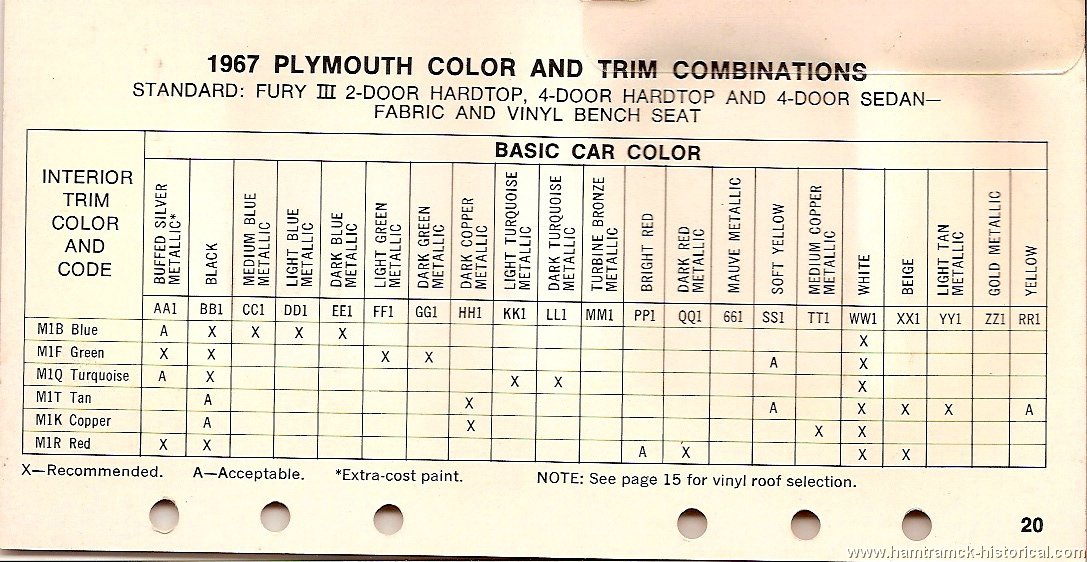 1967 PLYMOUTH COLOR AND TRIM COMBINATIONS
STANDARD: FURY III 2-DOOR HARDTOP, 4-DOOR HARDTOP AND 4-DOOR SEDAN—
FABRIC AND VINYL BENCH SEAT
BASIC CAR COLOR
INTERIOR
TRIM
COLOR
AND
CODE
BUFFED SILVER
METALLIC*
BLACK
MEDIUM BLUE
METALLIC
LIGHT BLUE
METALLIC
DARK BLUE
METALLIC
LIGHT GREEN
METALLIC
DARK GREEN
METALLIC
DARK COPPER
METALLIC
LIGHT TURQUOISE
METALLIC
DARK TURQUOISE
METALLIC
TURBINE BRONZE
METALLIC
BRIGHT RED
DARK RED
METALLIC
MAUVE METALLIC
SOFT YELLOW
MEDIUM COPPER
METALLIC
WHITE
BEIGE
LIGHT TAN
METALLIC
GOLD METALLIC
YELLOW
AA1 BB1 CC1 DD1 EE1 FF1 GG1 HH1 KK1 LL1 MM1 PP1 QQ1 661 SS1 TT1 WW1 XX1 YY1 ZZ1 RR1
M1B Blue A X X X X X
M1F Green X X X X A X
M1Q Turquoise A X X X X
M1T Tan A X A X X X A
M1K Copper A X X X
M1R Red X X A X X X
X—Recommended. A—Acceptable. *Extra-cost paint. NOTE: See page 15 for vinyl roof selection.
20
www.hamtramck-historical.com